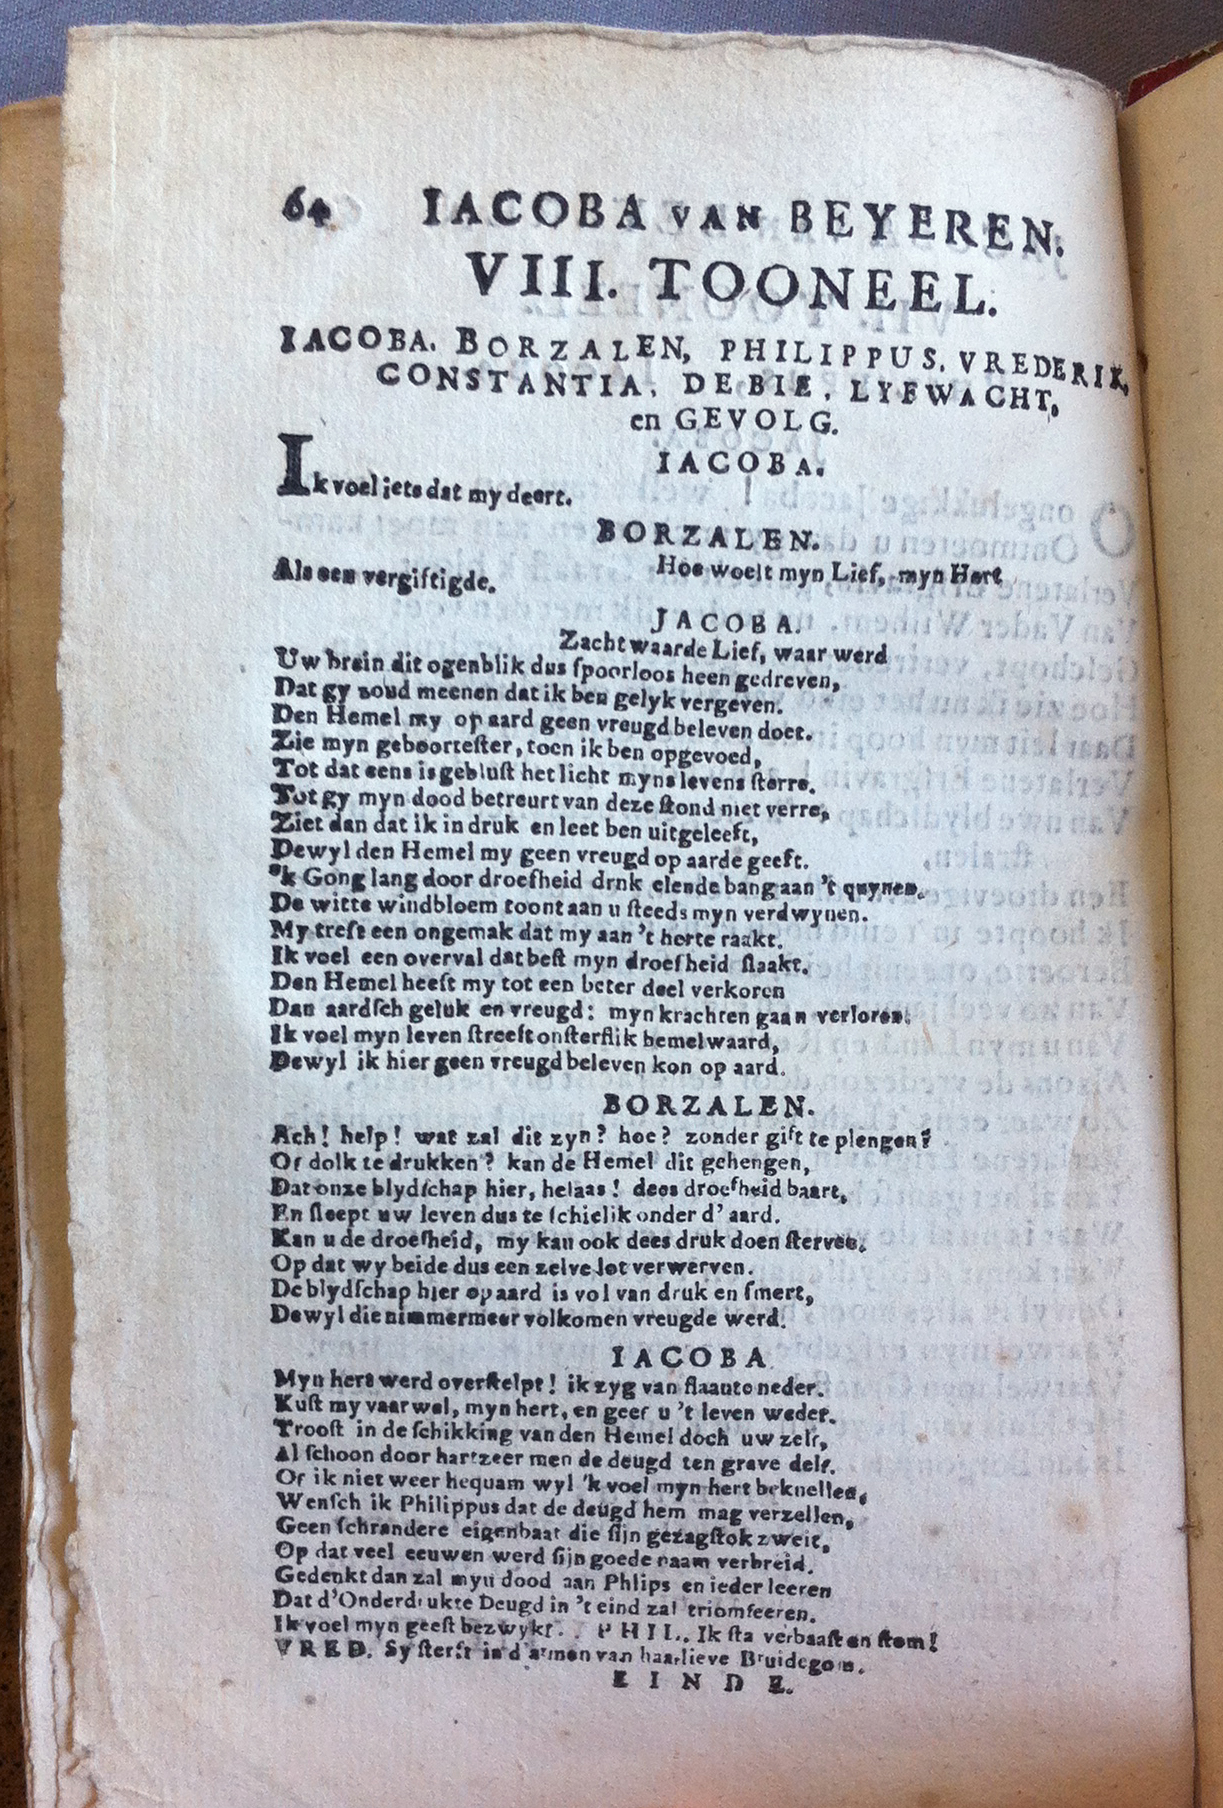 64 IACOBA VAN BEYEREN.
VIII. TOONEEL.
IACOBA. BORZALEN, PHILIPPUS. VREDERIK,
CONSTANTIA, DEBIE, LYFWACHT,
en GEVOLG.
IACOBA.
Ik voel iets dat my deert.
BORZALEN.
Hoe woelt myn Lief, myn Hert
Als een vergiftigde.
JACOBA.
Zacht waarde Lief, waar werd
Uw brein dit ogenblik dus ſpoorloos heen gedreven,
Dat gy zoud meenen dat ik ben gelyk vergeven.
Den Hemel my op aard geen vreugd beleven doet.
Zie myn geboorteſter, toen ik ben opgevoed,
Tot dat eens is gebluſt het licht myns levens ſterre.
Tot gy myn dood betreurt van deze ſtond niet verre,
Ziet dan dat ik in druk en leet ben uitgeleeft,
Dewyl den Hemel my geen vreugd op aarde geeft.
'k Gong lang door droefheid drnk elende bang aan 't quynen.
De witte windbloem toont aan u ſteeds myn verdwynen.
My treft een ongemak dat my aan 't herte raakt.
Ik voel een overval dat beſt myn droefheid ſlaakt.
Den Hemel heeft my tot een beter deel verkoren
Dan aardſch geluk en vreugd: myn krachten gaan verloren.
Ik voel myn leven ſtreeft onſterflik hemelwaard,
Dewyl ik hier geen vreugd beleven kon op aard.
BORZALEN.
Ach! help! wat zal dit zyn? hoe? zonder gift te plengen?
Of dolk te drukken? kan de Hemel dit gehengen,
Dat onze blydſchap hier, helaas! dees droefheid baart,
En ſleept uw leven dus te ſchielik onder d' aard.
Kan u de droefheid, my kan ook dees druk doen ſterven.
Op dat wy beide dus een zelve lot verwerven.
De blydſchap hier op aard is vol van druk en ſmert,
Dewyl die nimmermeer volkomen vreugde werd.
IACOBA
Myn hert werd overſtelpt! ik zyg van flaaute neder.
Kuſt my vaar wel, myn hert, en geef u 't leven weder.
Trooſt in de ſchikking van den Hemel doch uw zelf,
Al ſchoon door hartzeer men de deugd ten grave delf.
Of ik niet weer bequam wyl 'k voel myn hert beknellen,
Wenſch ik Philippus dat de deugd hem mag verzellen,
Geen ſchrandere eigenbaat die ſijn gezagſtok zweit,
Op dat veel eeuwen werd ſijn goede naam verbreid.
Gedenkt dan zal myn dood aan Phlips en ieder leeren
Dat d'Onderdrukte Deugd in 't eind zal triomfeeren.
Ik voel myn geeſt bezwykt. . PHIL. Ik ſta verbaaſt en ſtom!
VRED. Sy ſterft in d'armen van haar lieve Bruidegom.
EINDE.